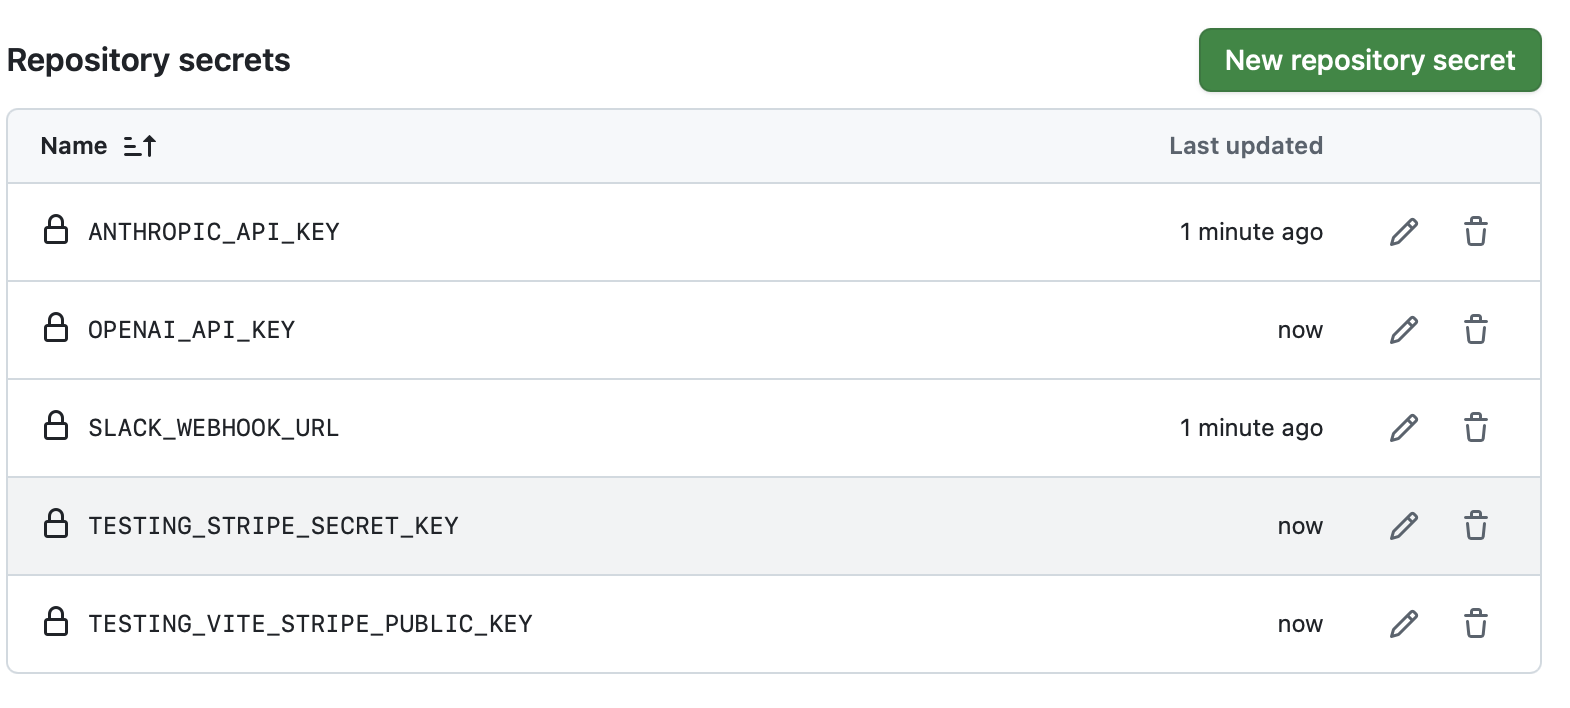 Repository secrets
New repository secret
Name
Last updated
ANTHROPIC_API_KEY
1 minute ago
OPENAI_API_KEY
now
SLACK_WEBHOOK_URL
1 minute ago
TESTING_STRIPE_SECRET_KEY
now
TESTING_VITE_STRIPE_PUBLIC_KEY
now